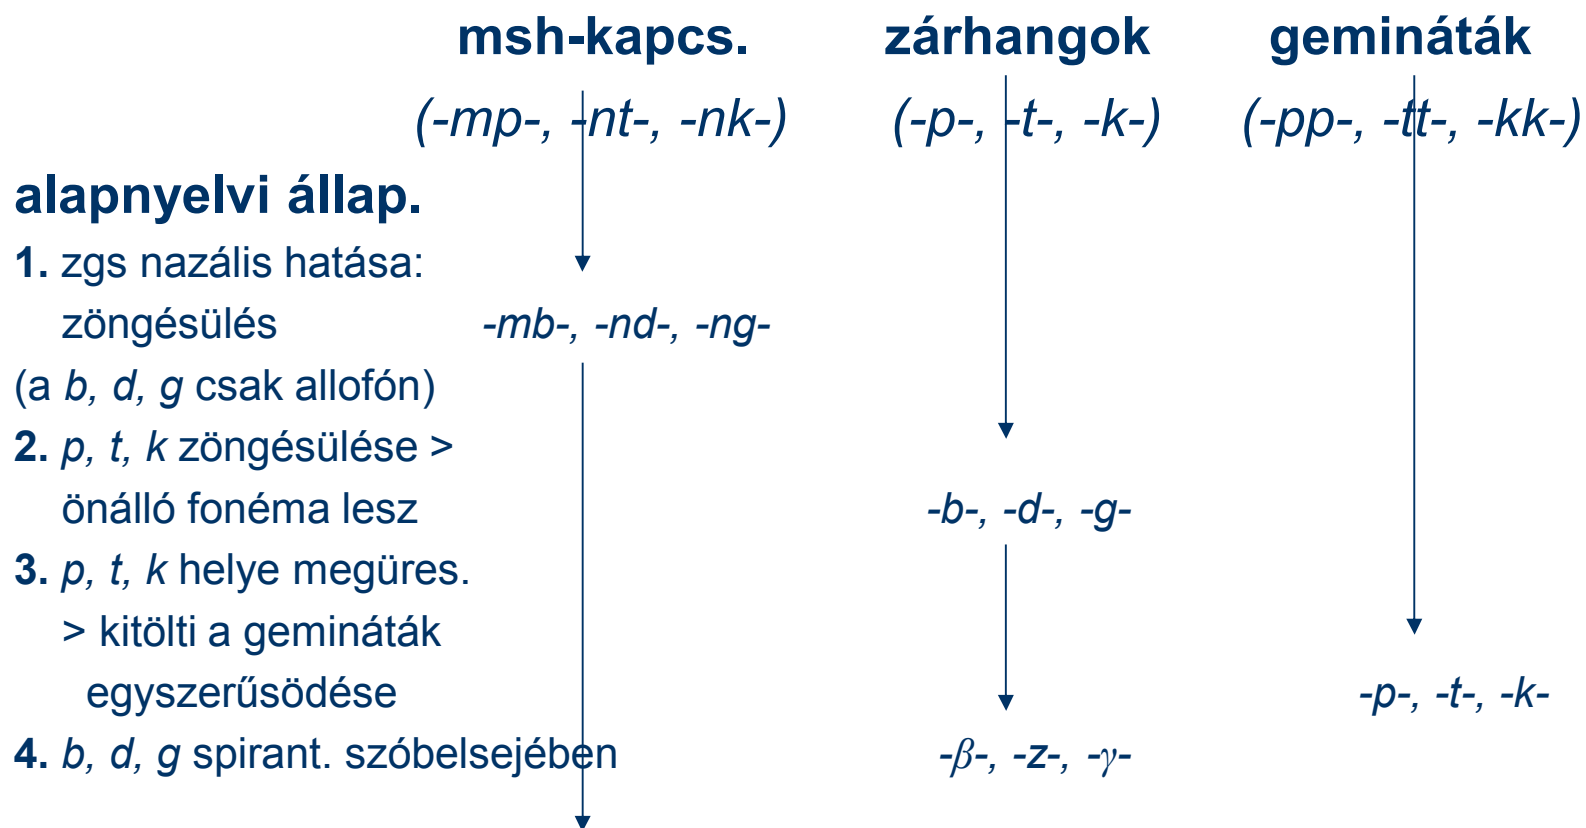 msh-kapcs. zárhangok gemináták
(-mp-, -nt-, -nk-) (-p-, -t-, -k-) (-pp-, -tt-, -kk-)
alapnyelvi állap.
1. zgs nazális hatása:
zöngésülés -mb-, -nd-, -ng-
(a b, d, g csak allofón)
2. p, t, k zöngésülése >
önálló fonéma lesz -b-, -d-, -g-
3. p, t, k helye megüres.
> kitölti a gemináták
egyszerűsödése -p-, -t-, -k-
4. b, d, g spirant. szóbelsejében -β-, -z-, -γ-